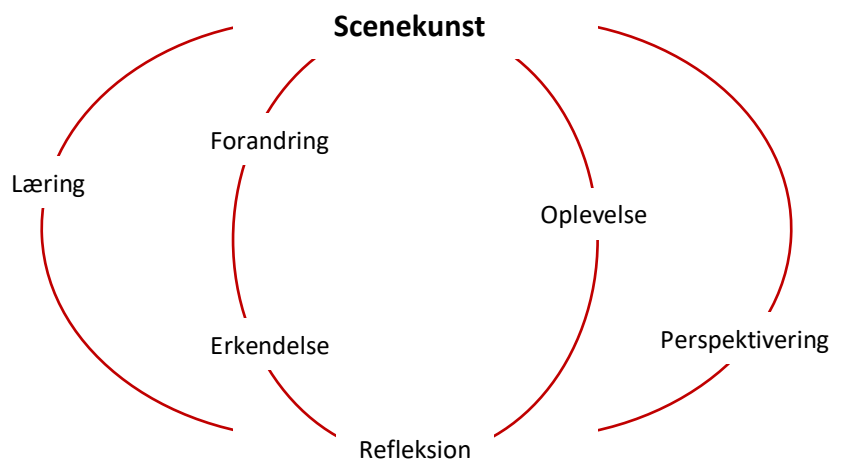 Scenekunst
Forandring
Læring
Oplevelse
Perspektivering
Erkendelse
Refleksion